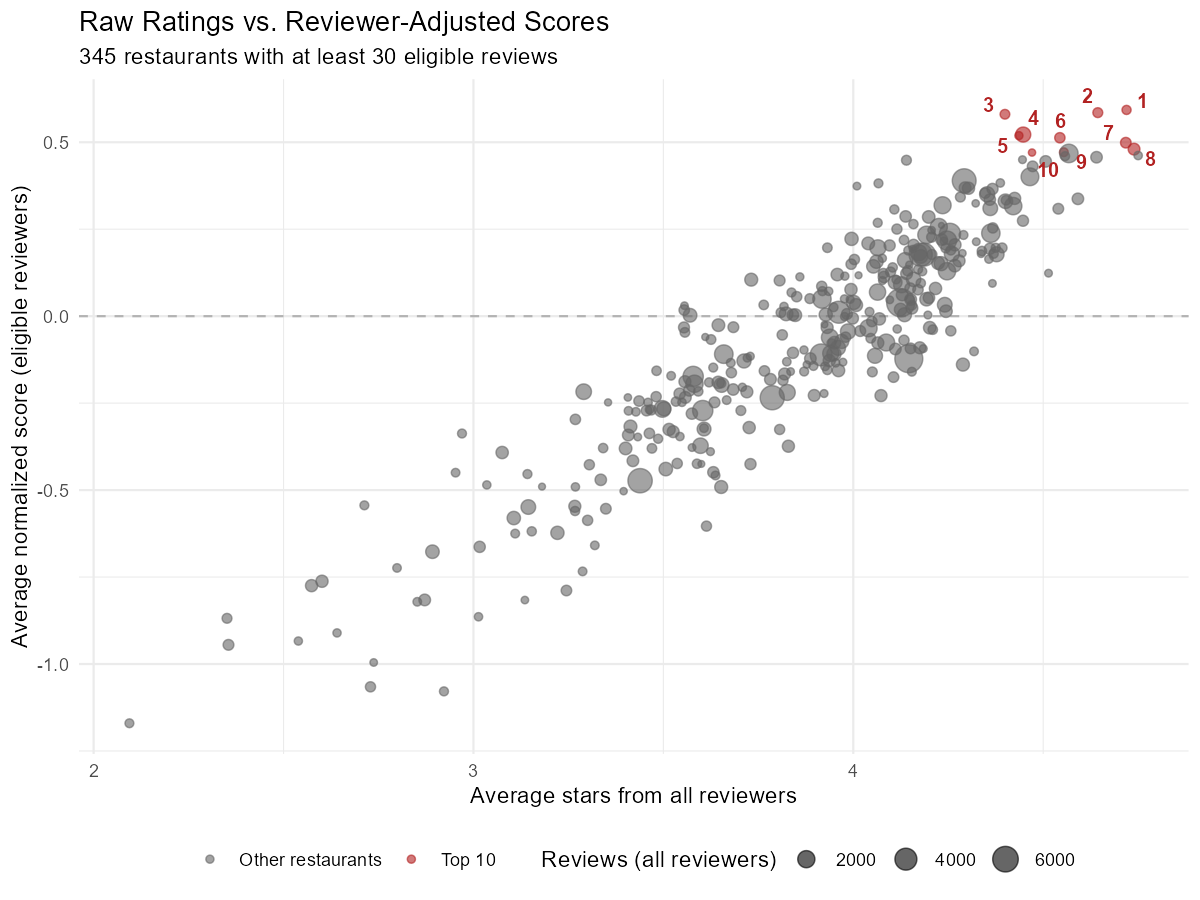 Raw Ratings vs. Reviewer-Adjusted Scores
345 restaurants with at least 30 eligible reviews
Average normalized score (eligible reviewers)
0.5
0.0
-0.5
-1.0
1
2
3
4
5
6
7
8
9
10
2
3
4
Average stars from all reviewers
Other restaurants
Top 10
Reviews (all reviewers)
2000
4000
6000